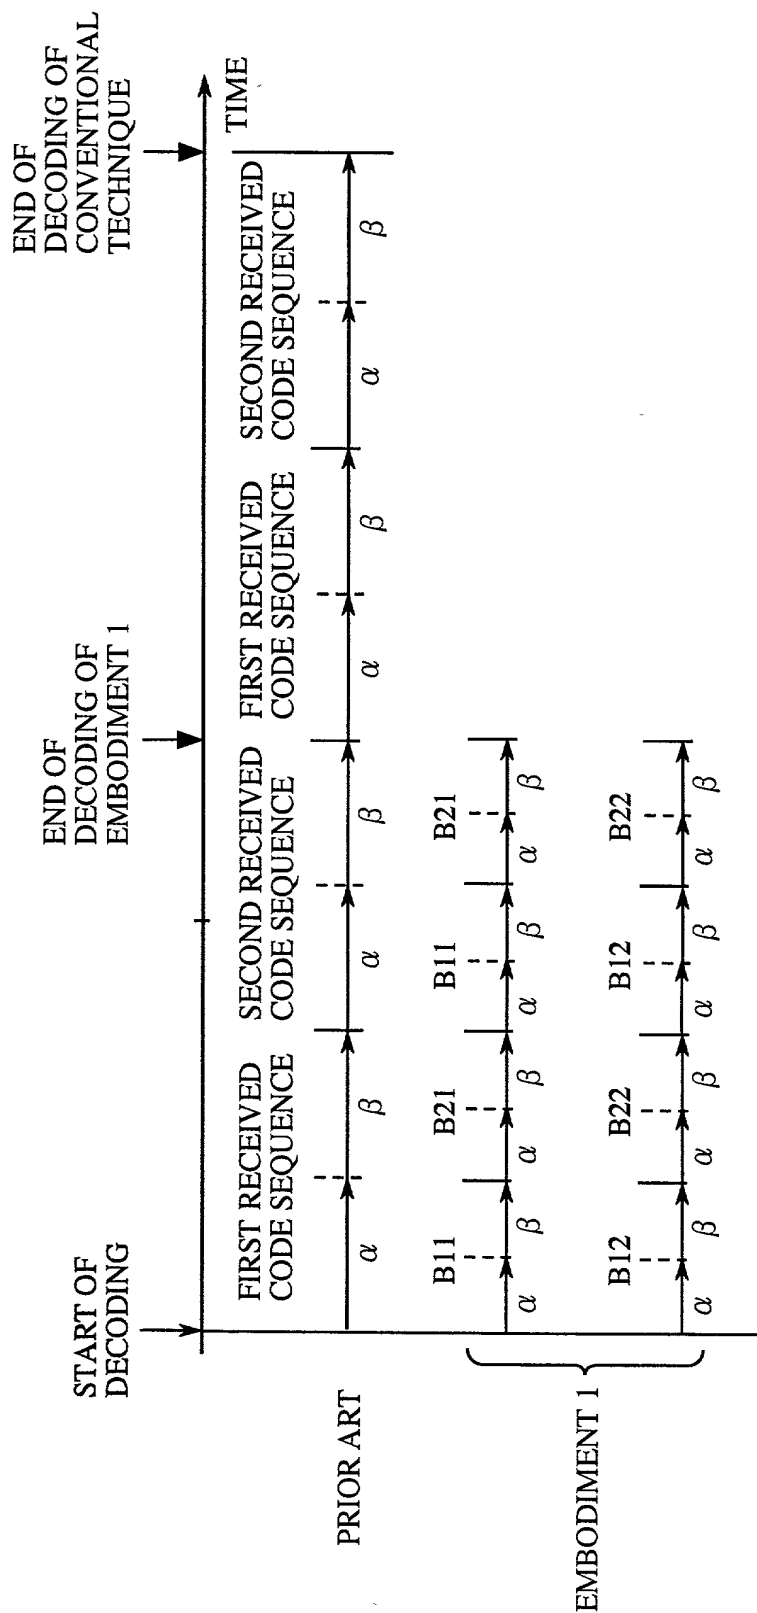 START OF
DECODING
END OF
DECODING OF
EMBODIMENT 1
END OF
DECODING OF
CONVENTIONAL
TECHNIQUE
TIME
PRIOR ART
FIRST RECEIVED
CODE SEQUENCE
SECOND RECEIVED
CODE SEQUENCE
FIRST RECEIVED
CODE SEQUENCE
SECOND RECEIVED
CODE SEQUENCE
α β α β α β α β
EMBODIMENT 1
B11 B21 B11 B21
α β α β α β α β
B12 B22 B12 B22
α β α β α β α β